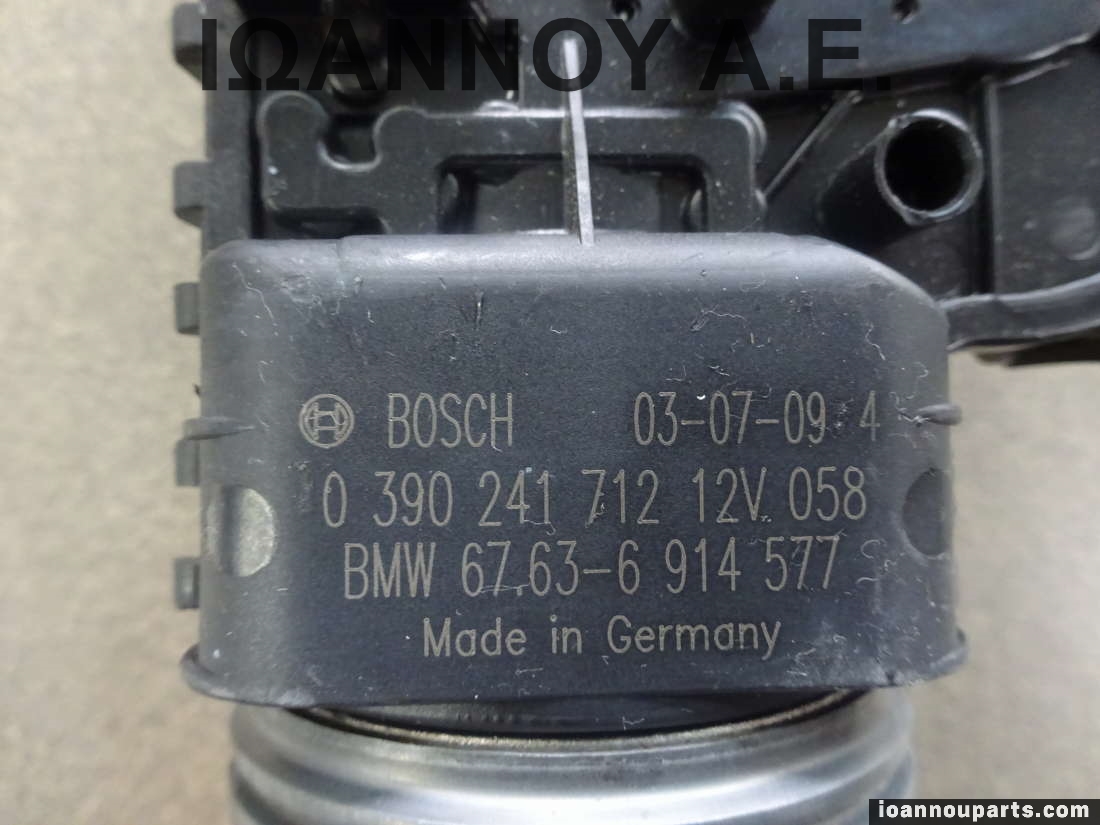 ΙΩΑΝΝΟΥ Α.Ε.
BOSCH 03-07-09 4
0 390 241 712 12V 058
BMW 67.63-6 914 577
Made in Germany
ioannouparts.com